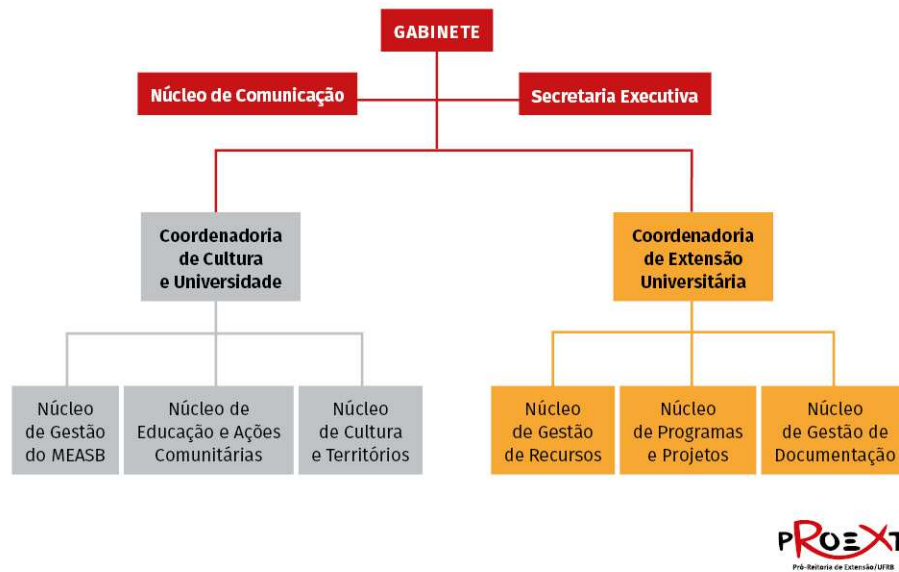 GABINETE
Núcleo de Comunicação
Secretaria Executiva
Coordenadoria
de Cultura
e Universidade
Coordenadoria
de Extensão
Universitária
Núcleo
de Gestão
do MEASB
Núcleo de
Educação e Ações
Comunitárias
Núcleo
de Cultura
e Territórios
Núcleo
de Gestão
de Recursos
Núcleo
de Programas
e Projetos
Núcleo
de Gestão de
Documentação
PROEXT
Pró-Reitoria de Extensão/UFRB